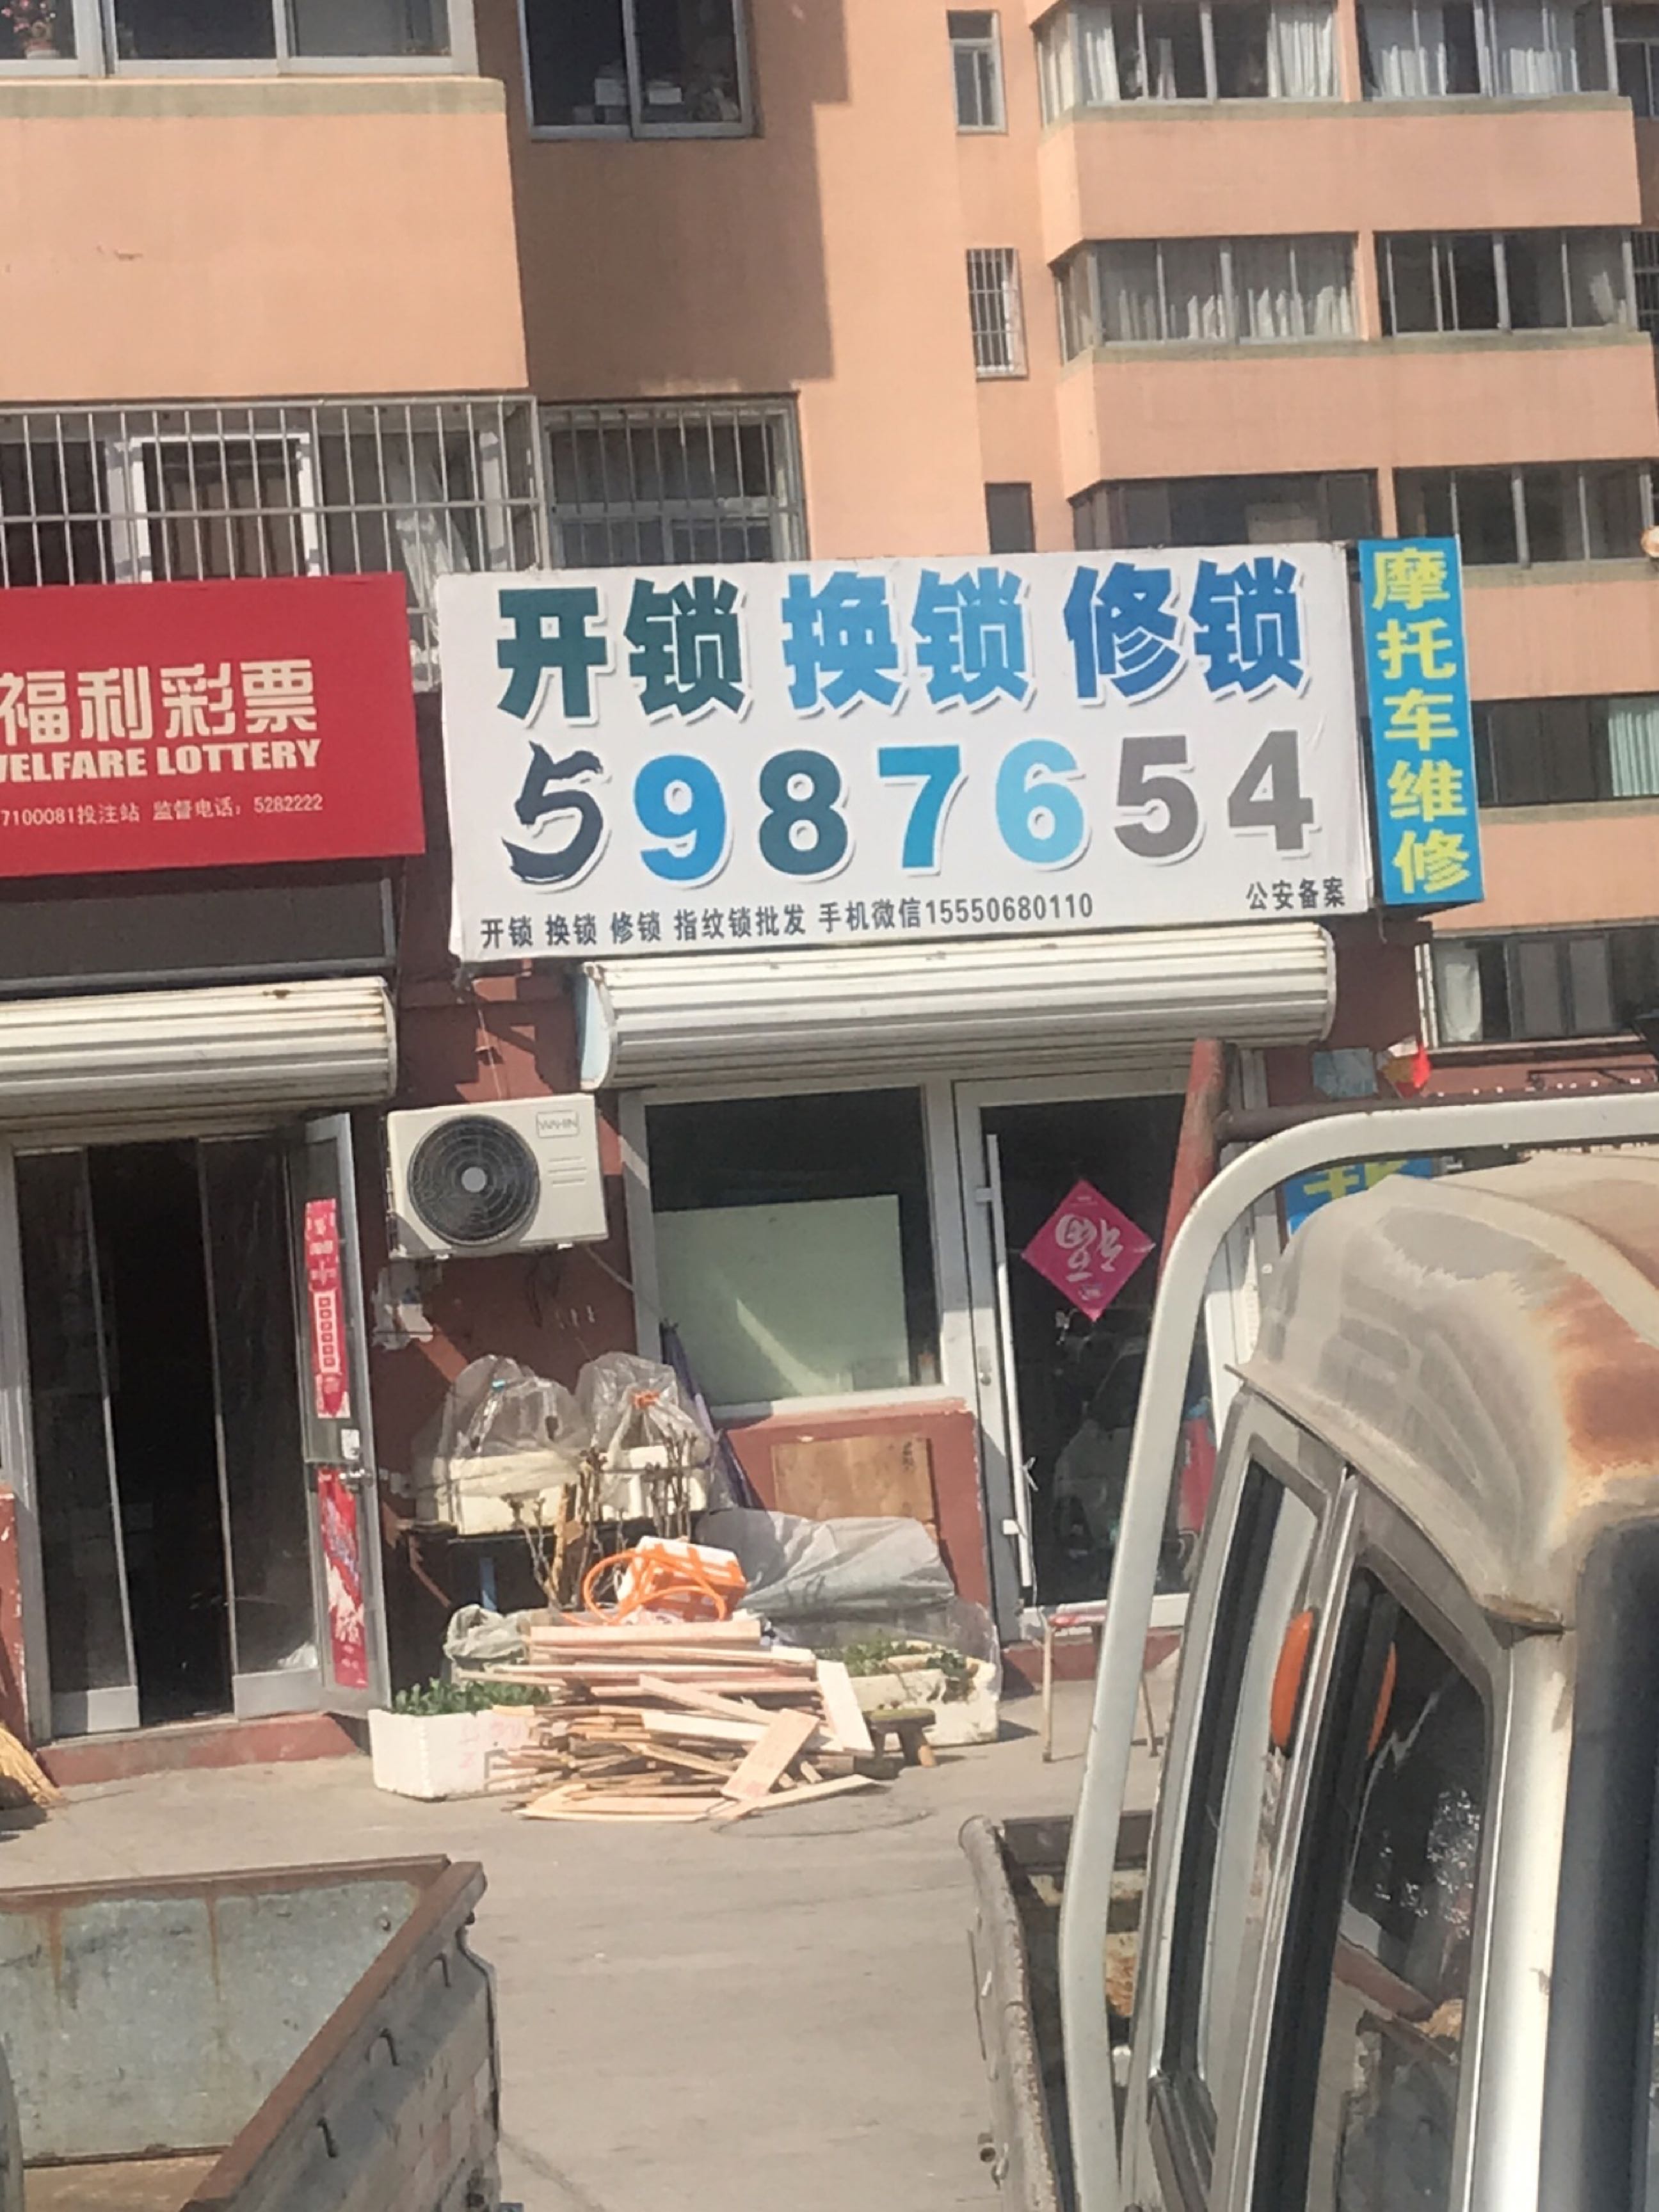 福利彩票
WELFARE LOTTERY
7100081投注站 监督电话：5282222
开锁 换锁 修锁
5987654
开锁 换锁 修锁 指纹锁批发 手机微信15550680110
公安备案
摩托车维修
WAHIN
福